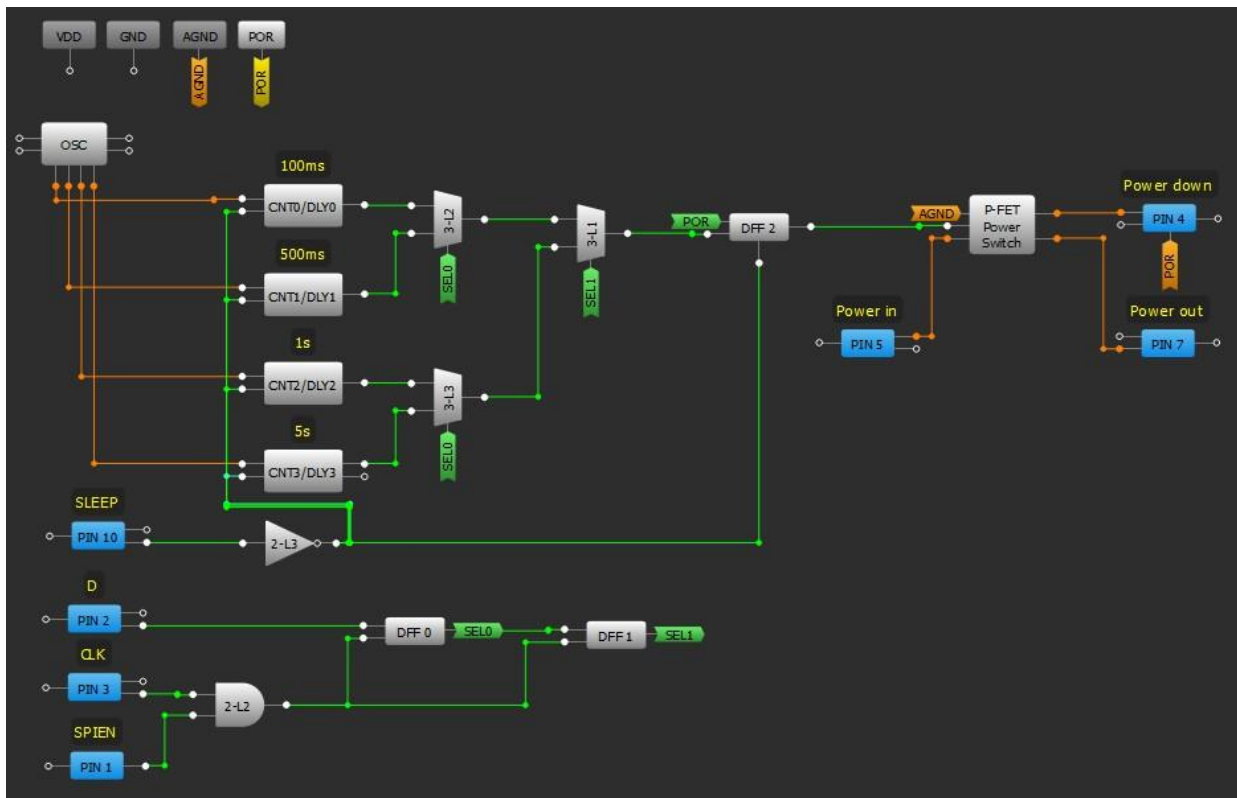 VDD
GND
AGND
POR
AGND
POR
OSC
100ms
CNT0/DLY0
500ms
CNT1/DLY1
1s
CNT2/DLY2
5s
CNT3/DLY3
3-L2
SEL0
3-L3
SEL0
3-L1
SEL1
POR
DFF 2
AGND
P-FET
Power
Switch
Power down
PIN 4
POR
Power in
PIN 5
Power out
PIN 7
SLEEP
PIN 10
2-L3
D
PIN 2
CLK
PIN 3
SPIEN
PIN 1
2-L2
DFF 0
SEL0
DFF 1
SEL1